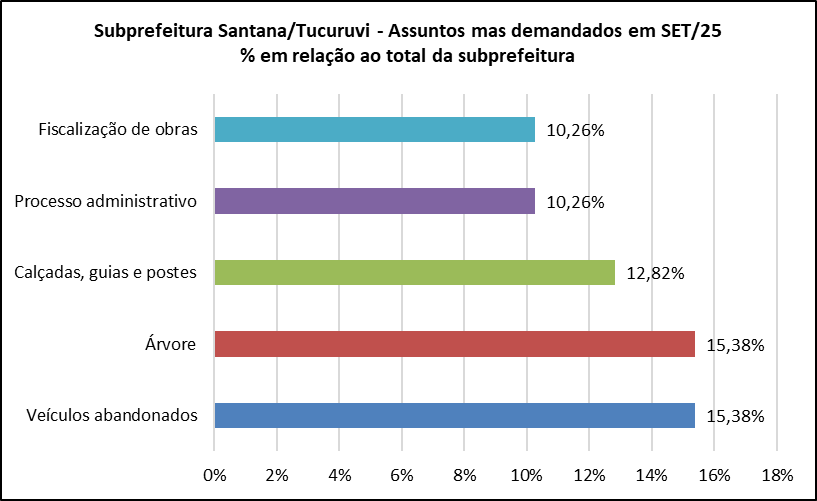 Subprefeitura Santana/Tucuruvi - Assuntos mas demandados em SET/25
% em relação ao total da subprefeitura
Fiscalização de obras 10,26%
Processo administrativo 10,26%
Calçadas, guias e postes 12,82%
Árvore 15,38%
Veículos abandonados 15,38%
0% 2% 4% 6% 8% 10% 12% 14% 16% 18%